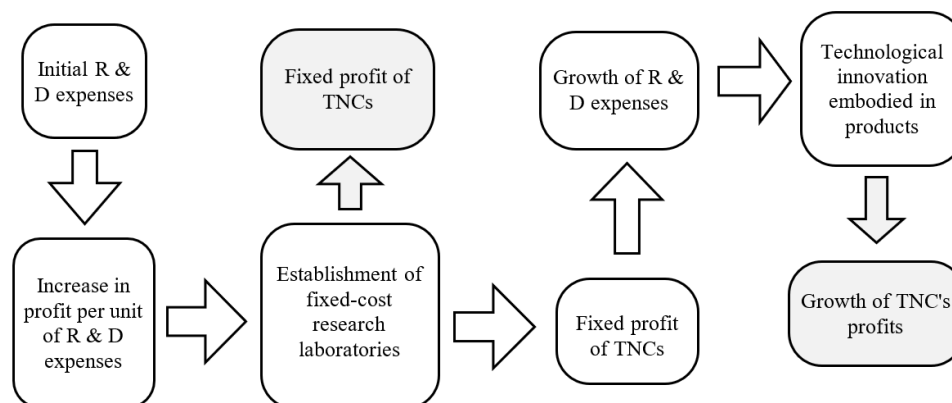 Initial R &
D expenses
Increase in
profit per unit
of R & D
expenses
Fixed profit of
TNCs
Establishment of
fixed-cost
research
laboratories
Growth of R &
D expenses
Fixed profit
of TNCs
Technological
innovation
embodied in
products
Growth of TNC's
profits